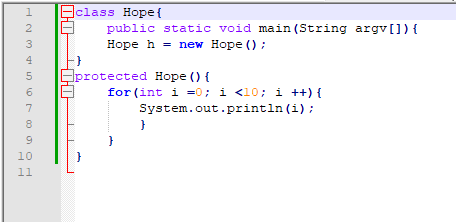 1 class Hope{
2 public static void main(String argv[]){
3 Hope h = new Hope();
4 }
5 protected Hope(){
6 for(int i =0; i <10; i ++){
7 System.out.println(i);
8 }
9 }
10 }
11